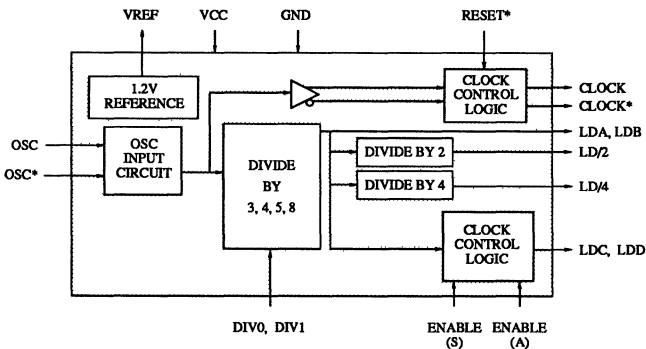 VREF
VCC
GND
RESET*
1.2V
REFERENCE
CLOCK
CONTROL
LOGIC
CLOCK
CLOCK*
OSC
OSC*
OSC
INPUT
CIRCUIT
DIVIDE
BY
3, 4, 5, 8
LDA, LDB
DIVIDE BY 2
LD/2
DIVIDE BY 4
LD/4
CLOCK
CONTROL
LOGIC
LDC, LDD
DIV0, DIV1
ENABLE
(S)
ENABLE
(A)